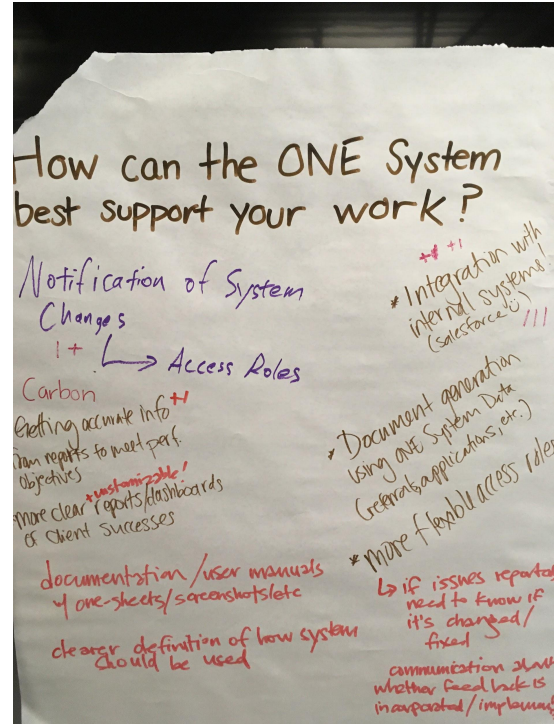 How can the ONE System
best support your work?
Notification of System
Changes
1+
↳ Access Roles
Carbon
Getting accurate info +1
from reports to meet perf.
objectives
+customizable!
more clear reports/dashboards
of client successes
documentation/user manuals
w/ one-sheets/screenshots/etc
clearer definition of how system
should be used
+1 +1
* Integration with
internal systems!
(salesforce)
|||
* Document generation
using ONE System Data
(referrals, applications, etc.)
* more flexible access roles
↳ if issues reported
need to know if
it's changed/
fixed
communication about
whether feedback is
incorporated/implemen